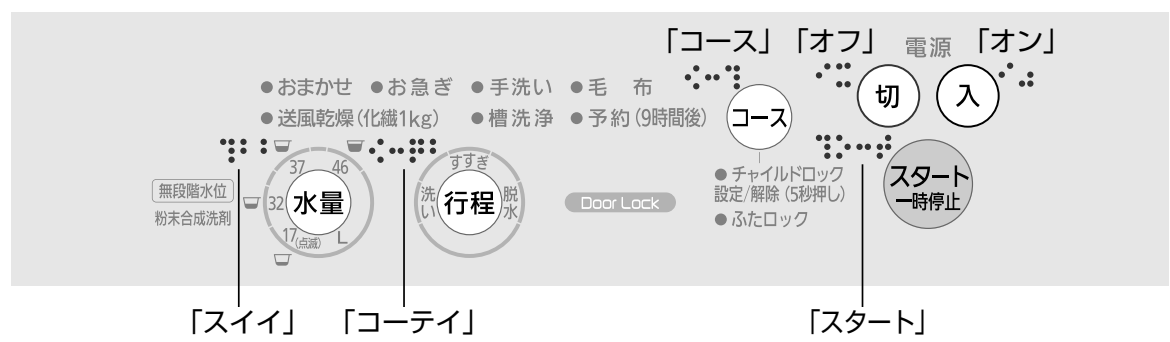 「コース」 「オフ」 電源 「オン」
●おまかせ ●お急ぎ ●手洗い ●毛 布
●送風乾燥(化繊1kg) ●槽洗浄 ●予約(9時間後)
コース
切
入
37 46
32
17(点滅) L
水量
無段階水位
粉末合成洗剤
すすぎ
洗い
脱水
行程
Door Lock
●チャイルドロック
設定/解除(5秒押し)
●ふたロック
スタート
一時停止
「スイイ」 「コーテイ」 「スタート」